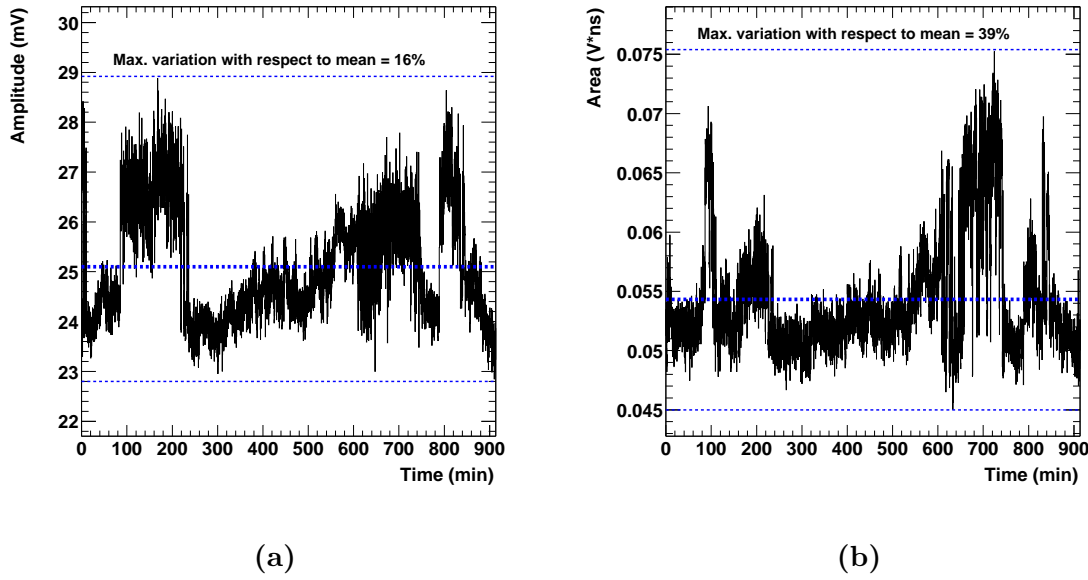 Amplitude (mV)
30
29
28
27
26
25
24
23
22
Max. variation with respect to mean = 16%
0 100 200 300 400 500 600 700 800 900
Time (min)
(a)
Area (V*ns)
0.075
0.07
0.065
0.06
0.055
0.05
0.045
Max. variation with respect to mean = 39%
0 100 200 300 400 500 600 700 800 900
Time (min)
(b)